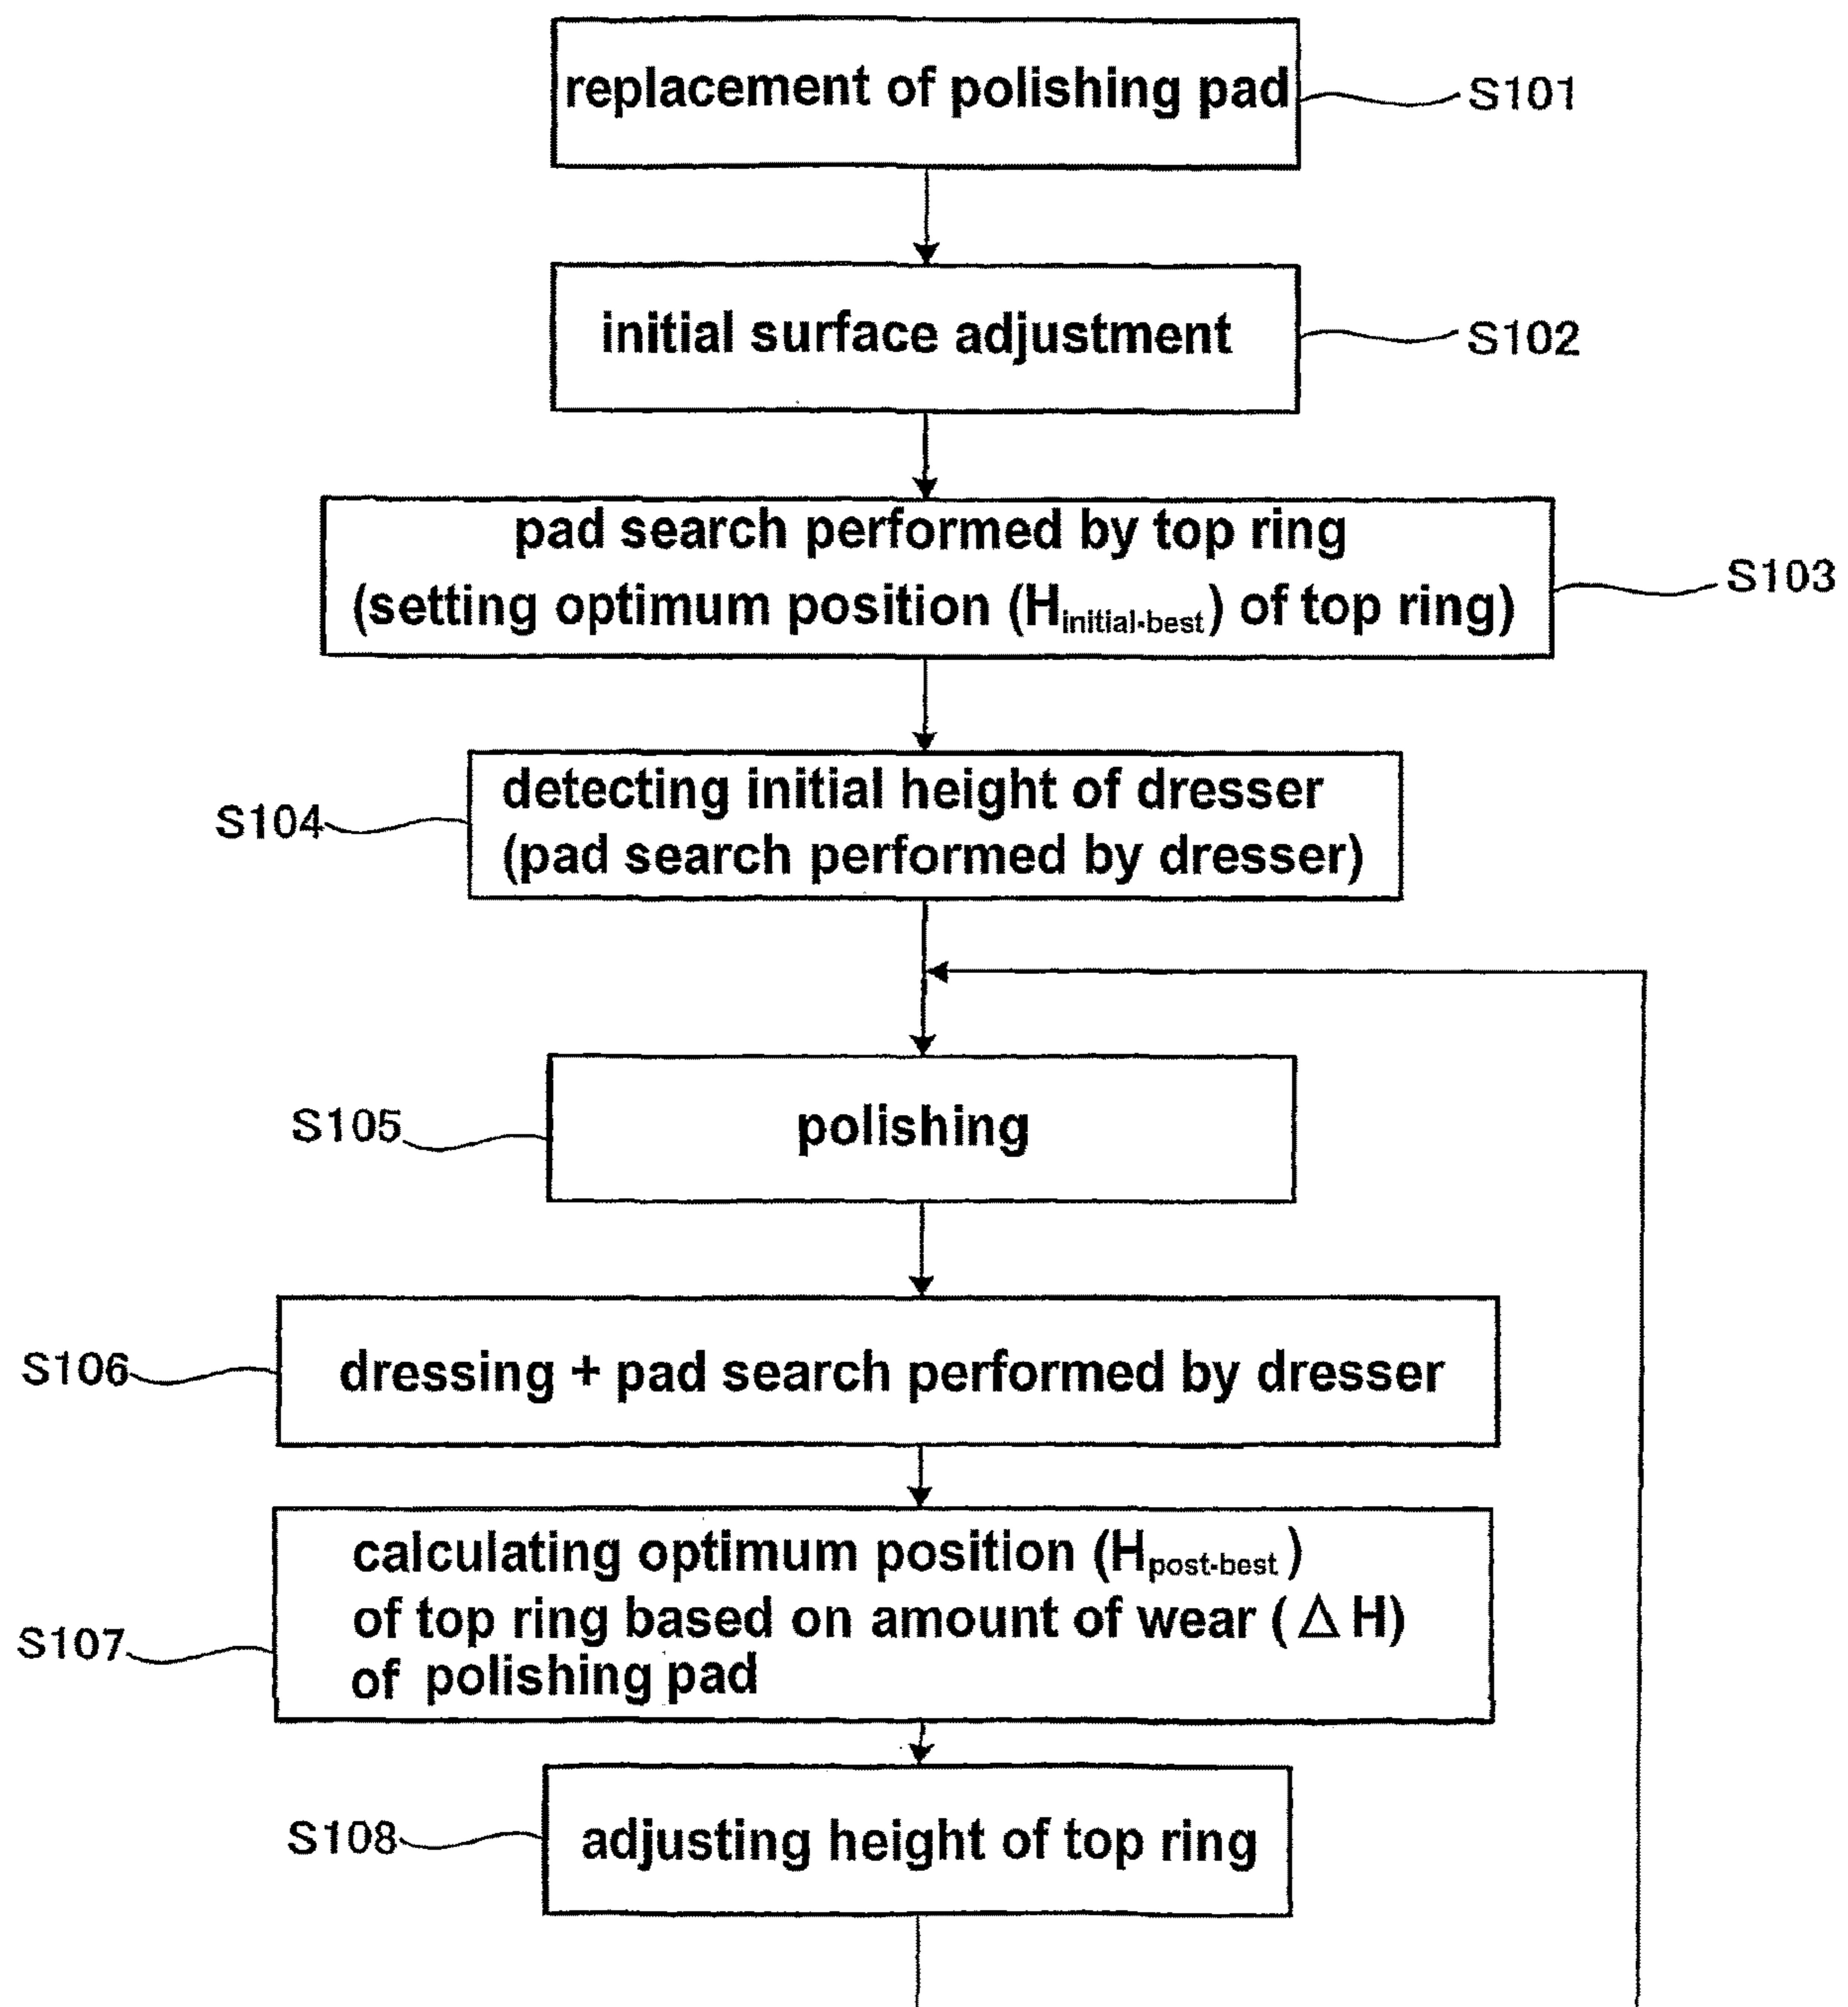 replacement of polishing pad
S101
initial surface adjustment
S102
pad search performed by top ring
(setting optimum position (Hinitial-best) of top ring)
S103
detecting initial height of dresser
(pad search performed by dresser)
S104
polishing
S105
dressing + pad search performed by dresser
S106
calculating optimum position (Hpost-best)
of top ring based on amount of wear (△H)
of polishing pad
S107
adjusting height of top ring
S108